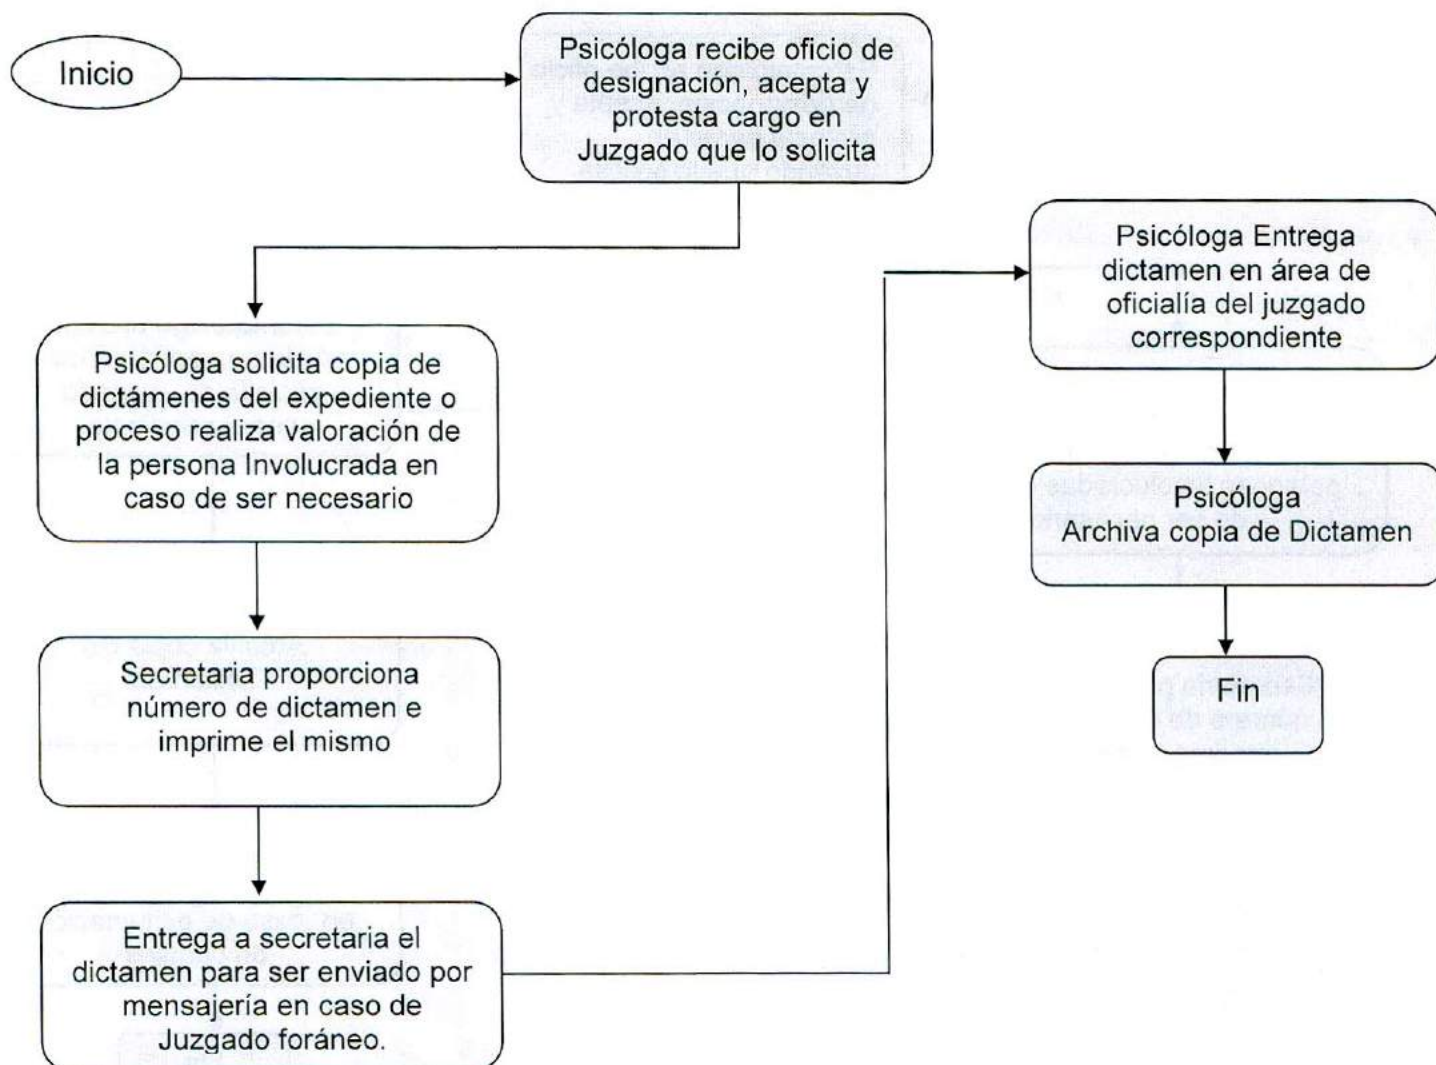 Inicio
Psicóloga recibe oficio de
designación, acepta y
protesta cargo en
Juzgado que lo solicita
Psicóloga solicita copia de
dictámenes del expediente o
proceso realiza valoración de
la persona Involucrada en
caso de ser necesario
Secretaria proporciona
número de dictamen e
imprime el mismo
Entrega a secretaria el
dictamen para ser enviado por
mensajería en caso de
Juzgado foráneo.
Psicóloga Entrega
dictamen en área de
oficialía del juzgado
correspondiente
Psicóloga
Archiva copia de Dictamen
Fin